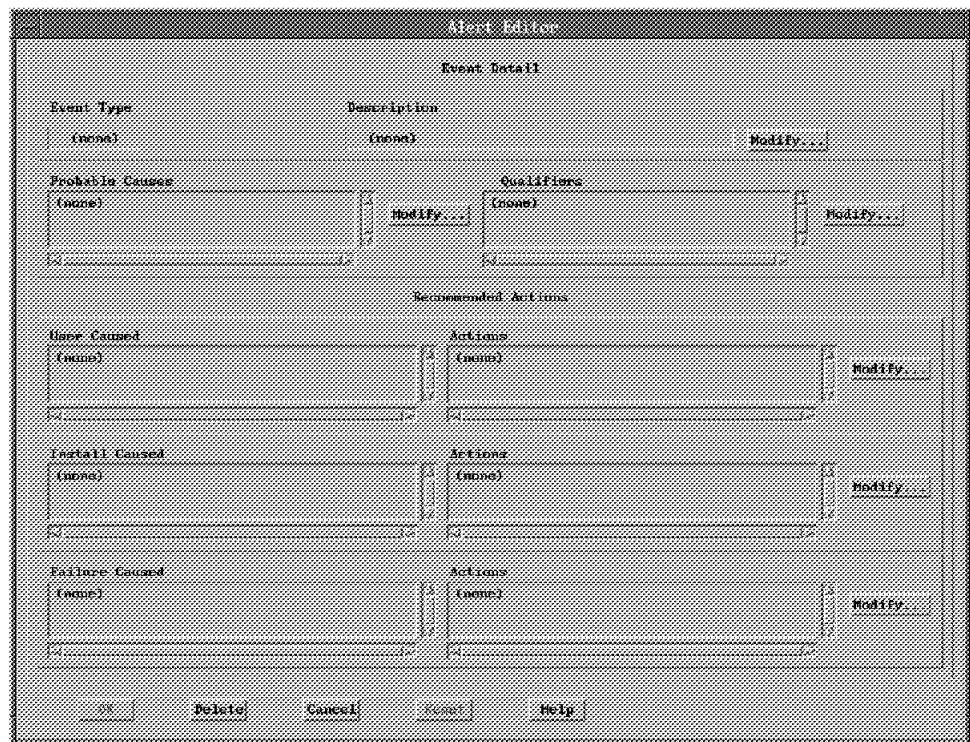 Alert Editor
Event Detail
Event Type Description
(none) (none) Modify...
Probable Causes Qualifiers
(none) Modify... (none) Modify...
Recommended Actions
User Caused Actions
(none) (none) Modify...
Install Caused Actions
(none) (none) Modify...
Failure Caused Actions
(none) (none) Modify...
OK Delete Cancel Reset Help